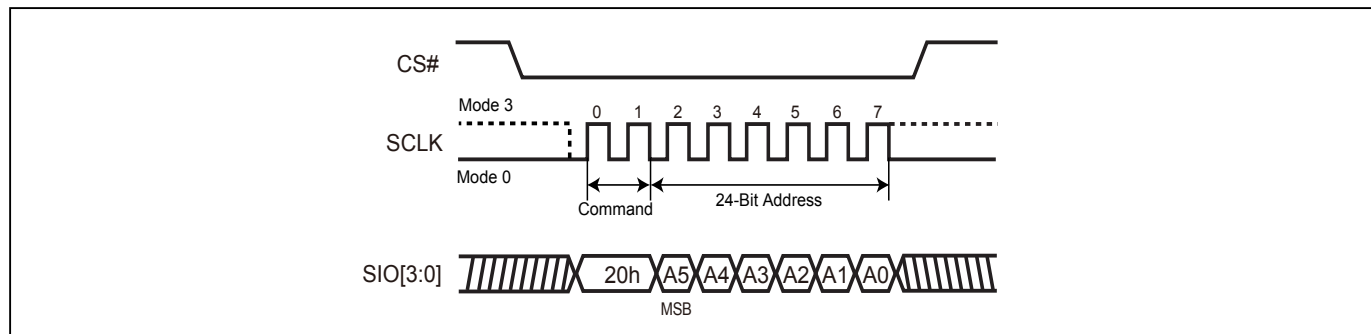 CS#
Mode 3
0 1 2 3 4 5 6 7
SCLK
Mode 0
Command
24-Bit Address
SIO[3:0]
20h A5 A4 A3 A2 A1 A0
MSB